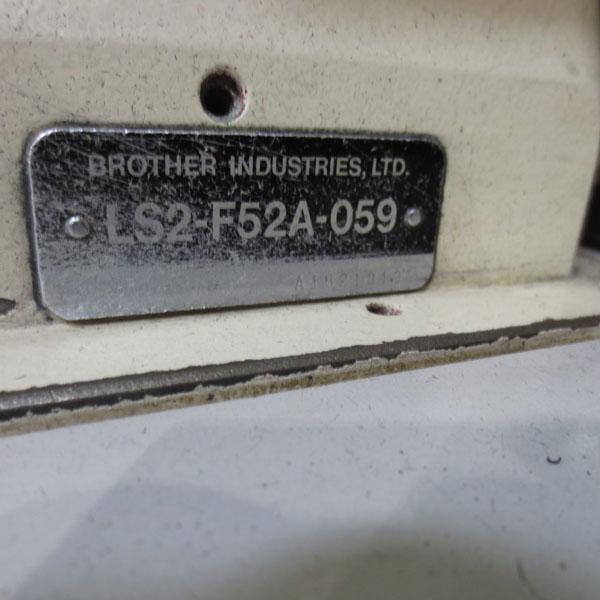 BROTHER INDUSTRIES, LTD.
LS2-F52A-059